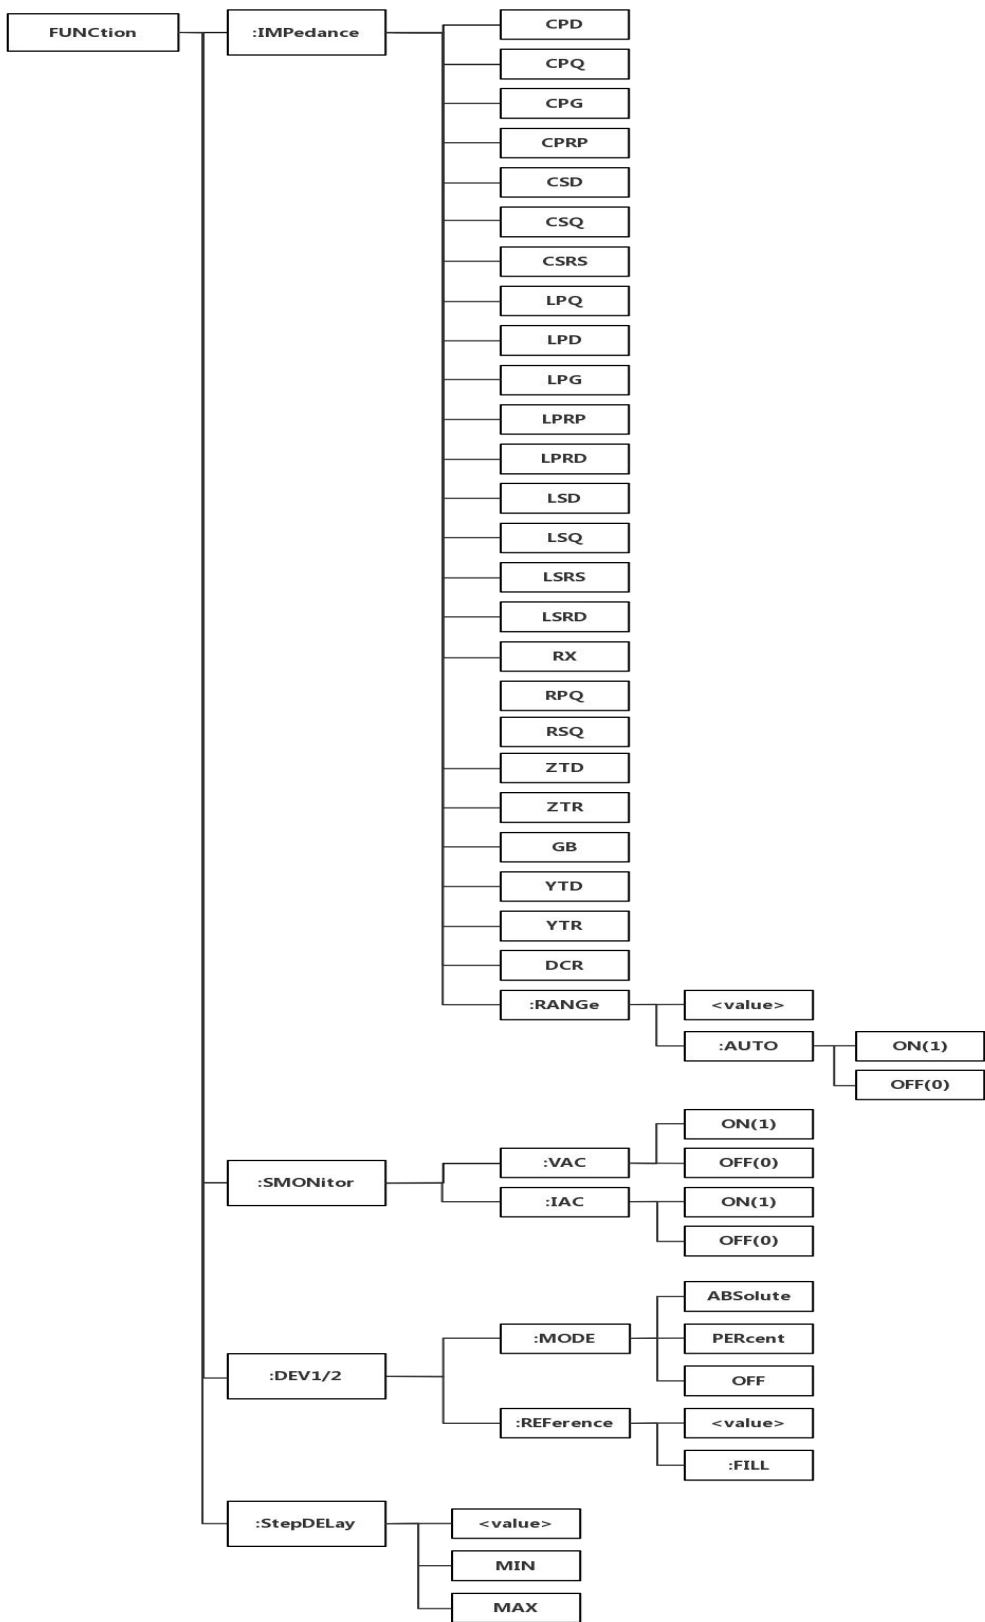 FUNCtion
:IMPedance
CPD
CPQ
CPG
CPRP
CSD
CSQ
CSRS
LPQ
LPD
LPG
LPRP
LPRD
LSD
LSQ
LSRS
LSRD
RX
RPQ
RSQ
ZTD
ZTR
GB
YTD
YTR
DCR
:RANGe
<value>
:AUTO
ON(1)
OFF(0)
:SMONitor
:VAC
ON(1)
OFF(0)
:IAC
ON(1)
OFF(0)
:DEV1/2
:MODE
ABSolute
PERcent
OFF
:REFerence
<value>
:FILL
:StepDELay
<value>
MIN
MAX